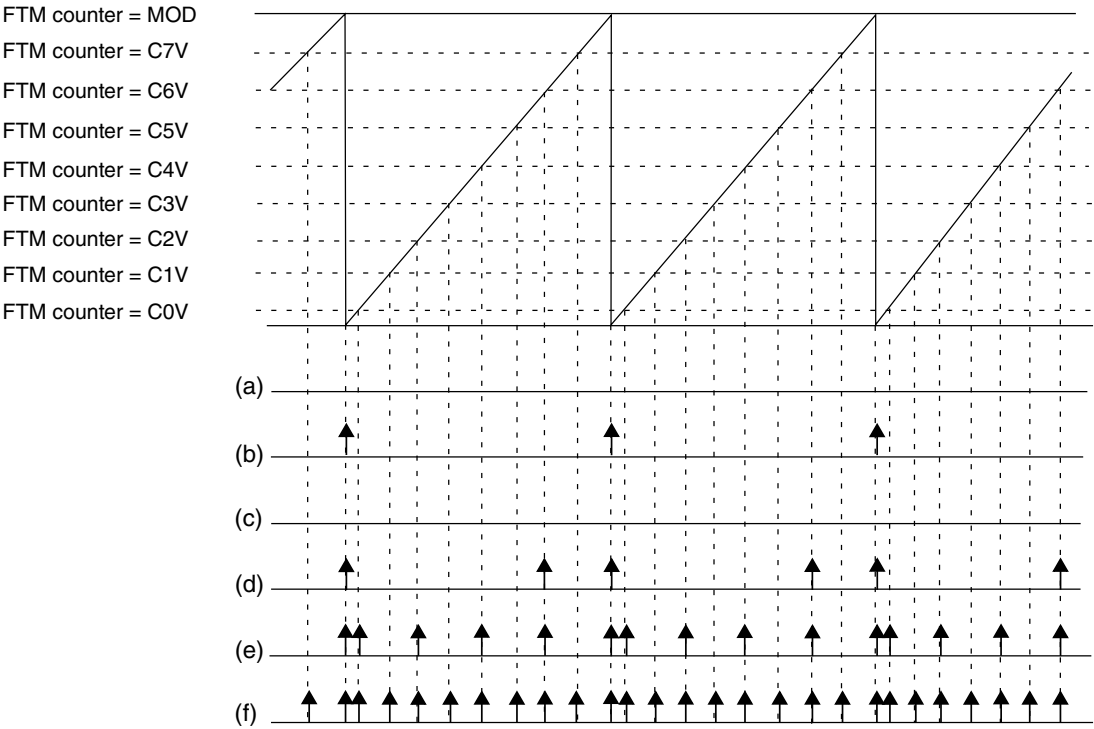 FTM counter = MOD
FTM counter = C7V
FTM counter = C6V
FTM counter = C5V
FTM counter = C4V
FTM counter = C3V
FTM counter = C2V
FTM counter = C1V
FTM counter = C0V
(a)
(b)
(c)
(d)
(e)
(f)